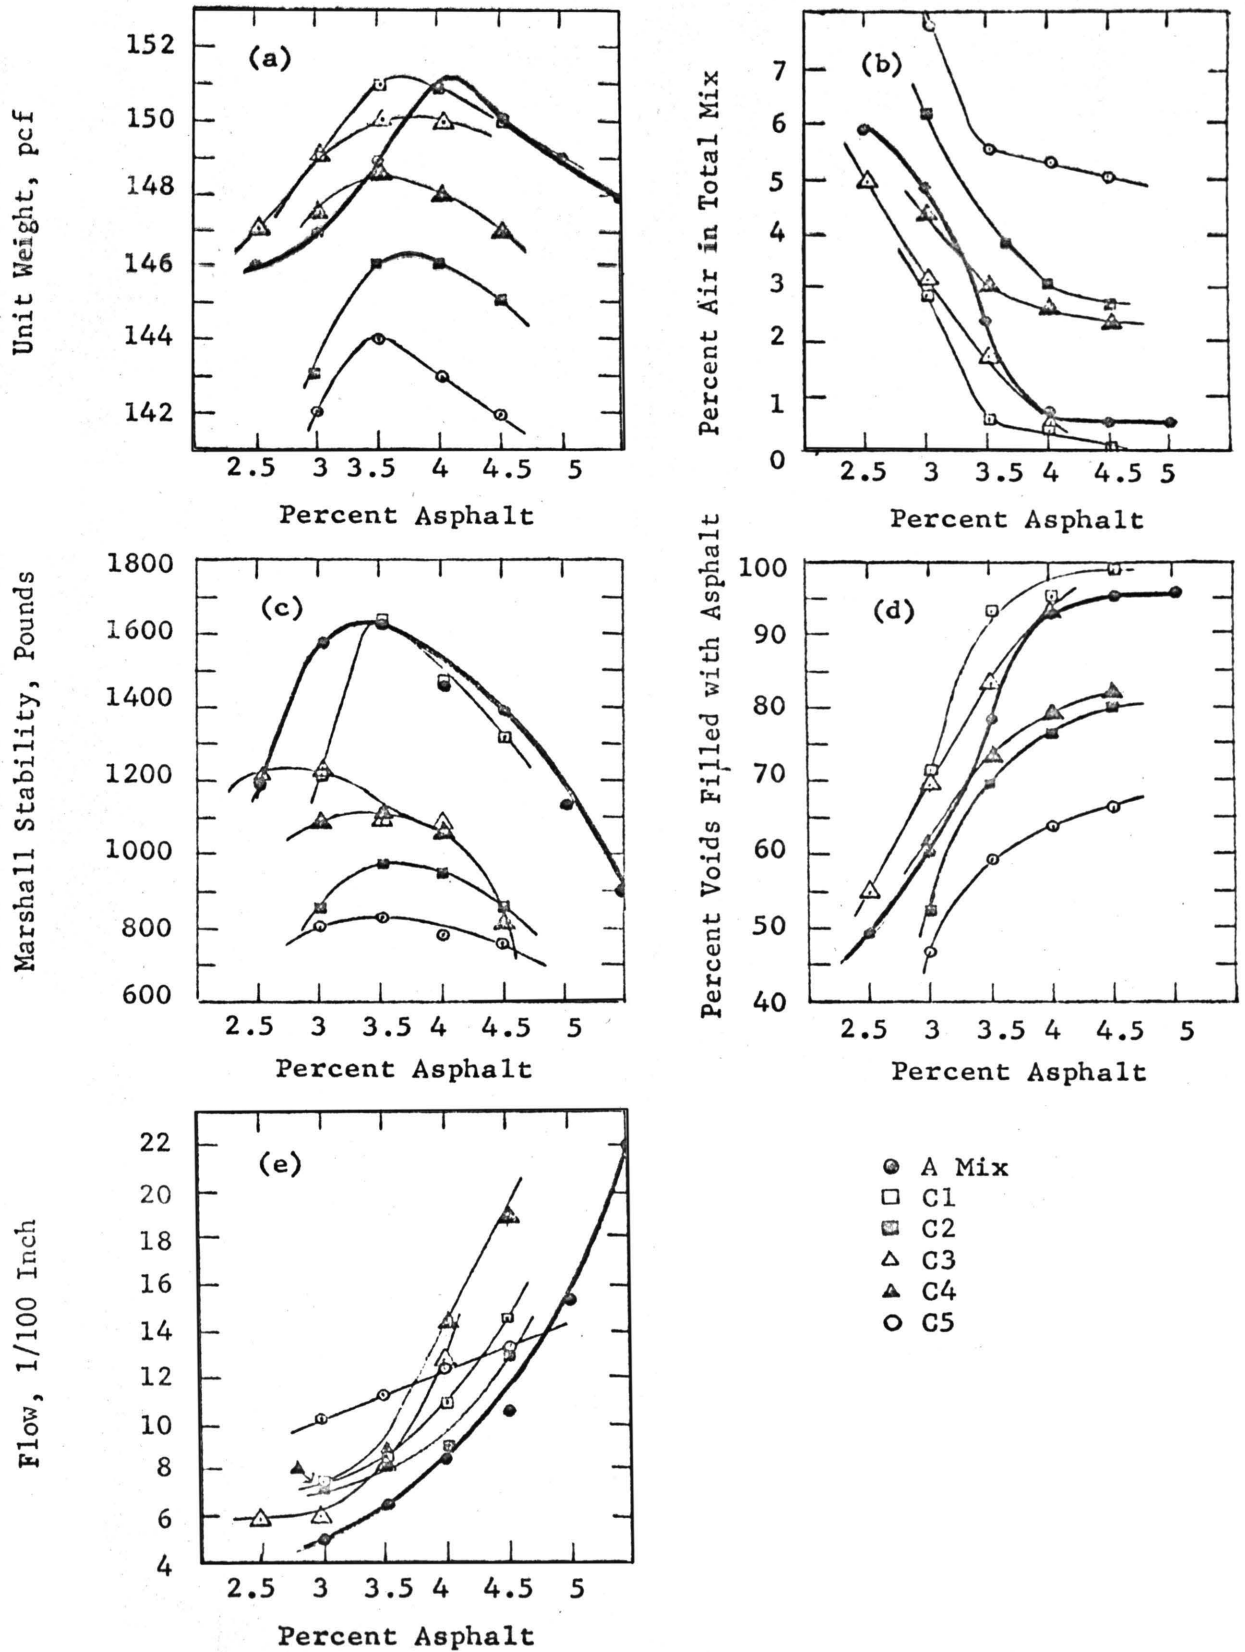 (a)
Unit Weight, pcf
152
150
148
146
144
142
2.5 3 3.5 4 4.5 5
Percent Asphalt
(b)
Percent Air in Total Mix
7
6
5
4
3
2
1
0
2.5 3 3.5 4 4.5 5
Percent Asphalt
(c)
Marshall Stability, Pounds
1800
1600
1400
1200
1000
800
600
2.5 3 3.5 4 4.5 5
Percent Asphalt
(d)
Percent Voids Filled with Asphalt
100
90
80
70
60
50
40
2.5 3 3.5 4 4.5 5
Percent Asphalt
(e)
Flow, 1/100 Inch
22
20
18
16
14
12
10
8
6
4
2.5 3 3.5 4 4.5 5
Percent Asphalt
A Mix
C1
C2
C3
C4
C5